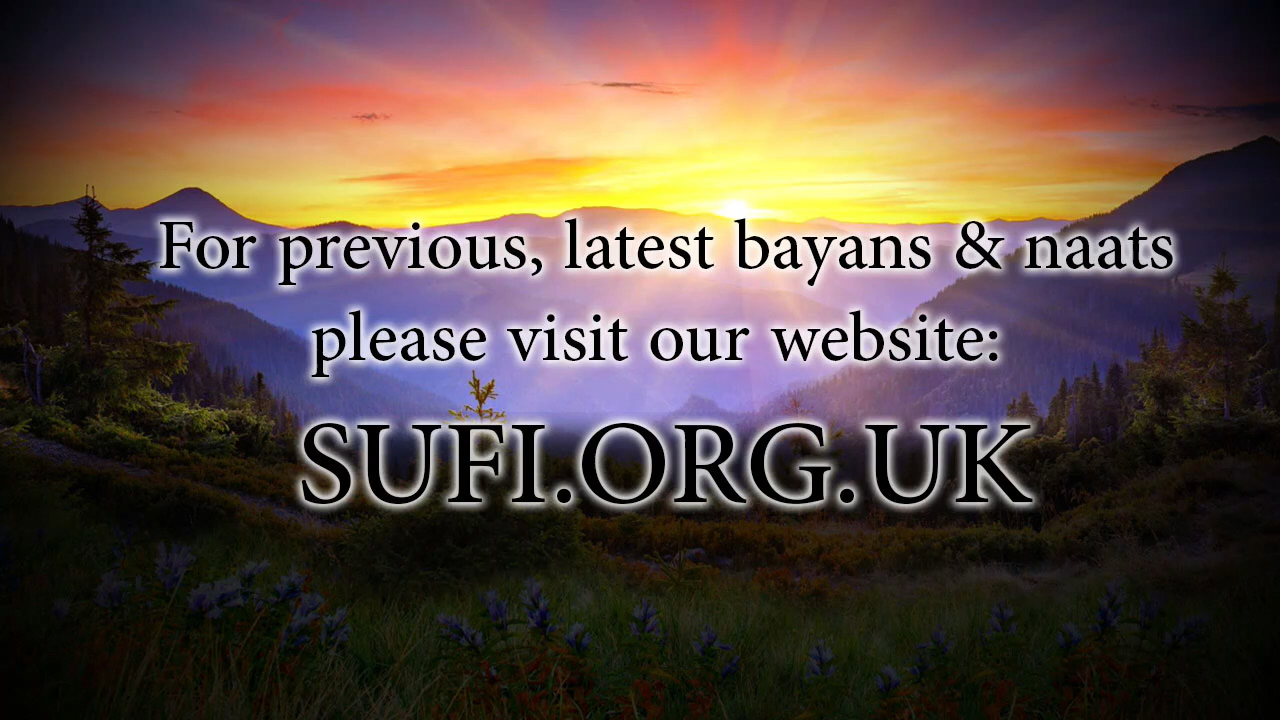 For previous, latest bayans & naats
please visit our website:
SUFI.ORG.UK